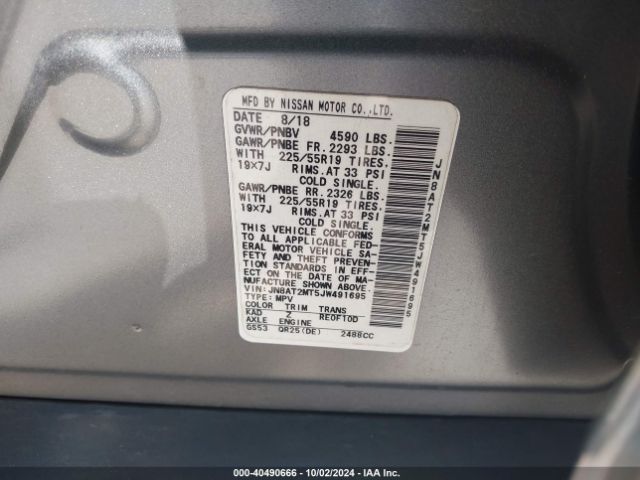 MFD BY NISSAN MOTOR CO.,LTD.
DATE 8/18
GVWR/PNBV 4590 LBS.
GAWR/PNBE FR. 2293 LBS.
WITH 225/55R19 TIRES.
19X7J RIMS.AT 33 PSI
COLD SINGLE.
GAWR/PNBE RR. 2326 LBS.
WITH 225/55R19 TIRES.
19X7J RIMS.AT 33 PSI
COLD SINGLE.
THIS VEHICLE CONFORMS
TO ALL APPLICABLE FED-
ERAL MOTOR VEHICLE SA-
FETY AND THEFT PREVEN-
TION STANDARDS IN EFF-
ECT ON THE DATE OF MA-
NUFACTURE SHOWN ABOVE.
VIN:JN8AT2MT5JW491695
TYPE:MPV
COLOR TRIM TRANS
KAD Z RE0F10D
AXLE ENGINE
GS53 QR25(DE) 2488CC
JN8AT2MT5JW491695
000-40490666 - 10/02/2024 - IAA Inc.